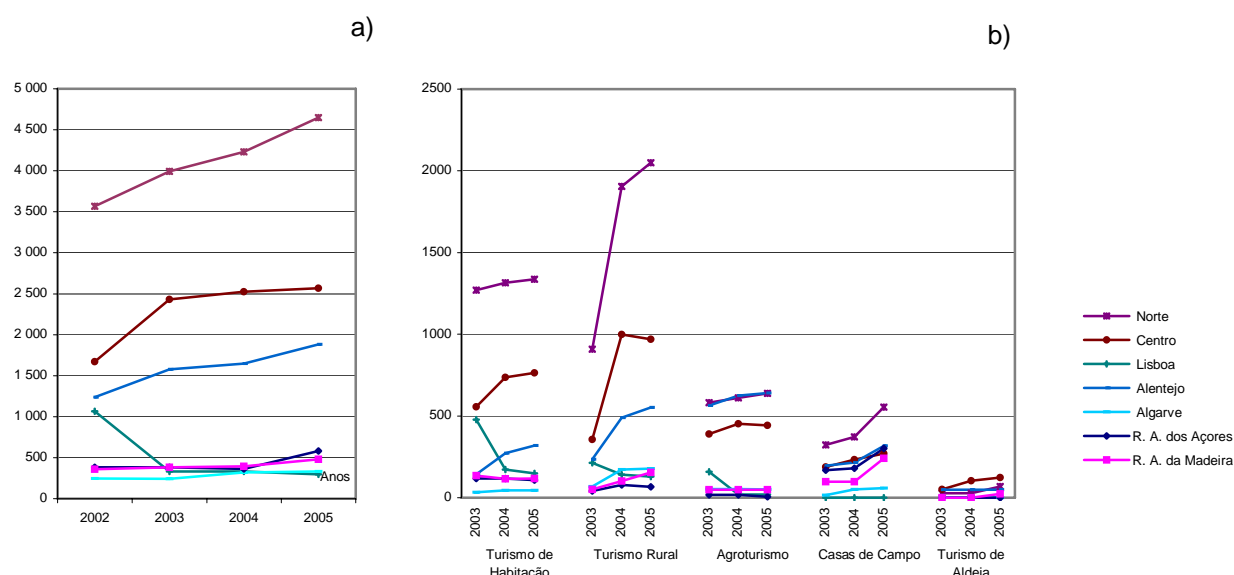 a)
b)
5 000
4 500
4 000
3 500
3 000
2 500
2 000
1 500
1 000
500
0
2002 2003 2004 2005
Anos
2500
2000
1500
1000
500
0
2003 2004 2005 2003 2004 2005 2003 2004 2005 2003 2004 2005 2003 2004 2005
Turismo de Turismo Rural Agroturismo Casas de Campo Turismo de
Habitação Aldeia
Norte
Centro
Lisboa
Alentejo
Algarve
R. A. dos Açores
R. A. da Madeira